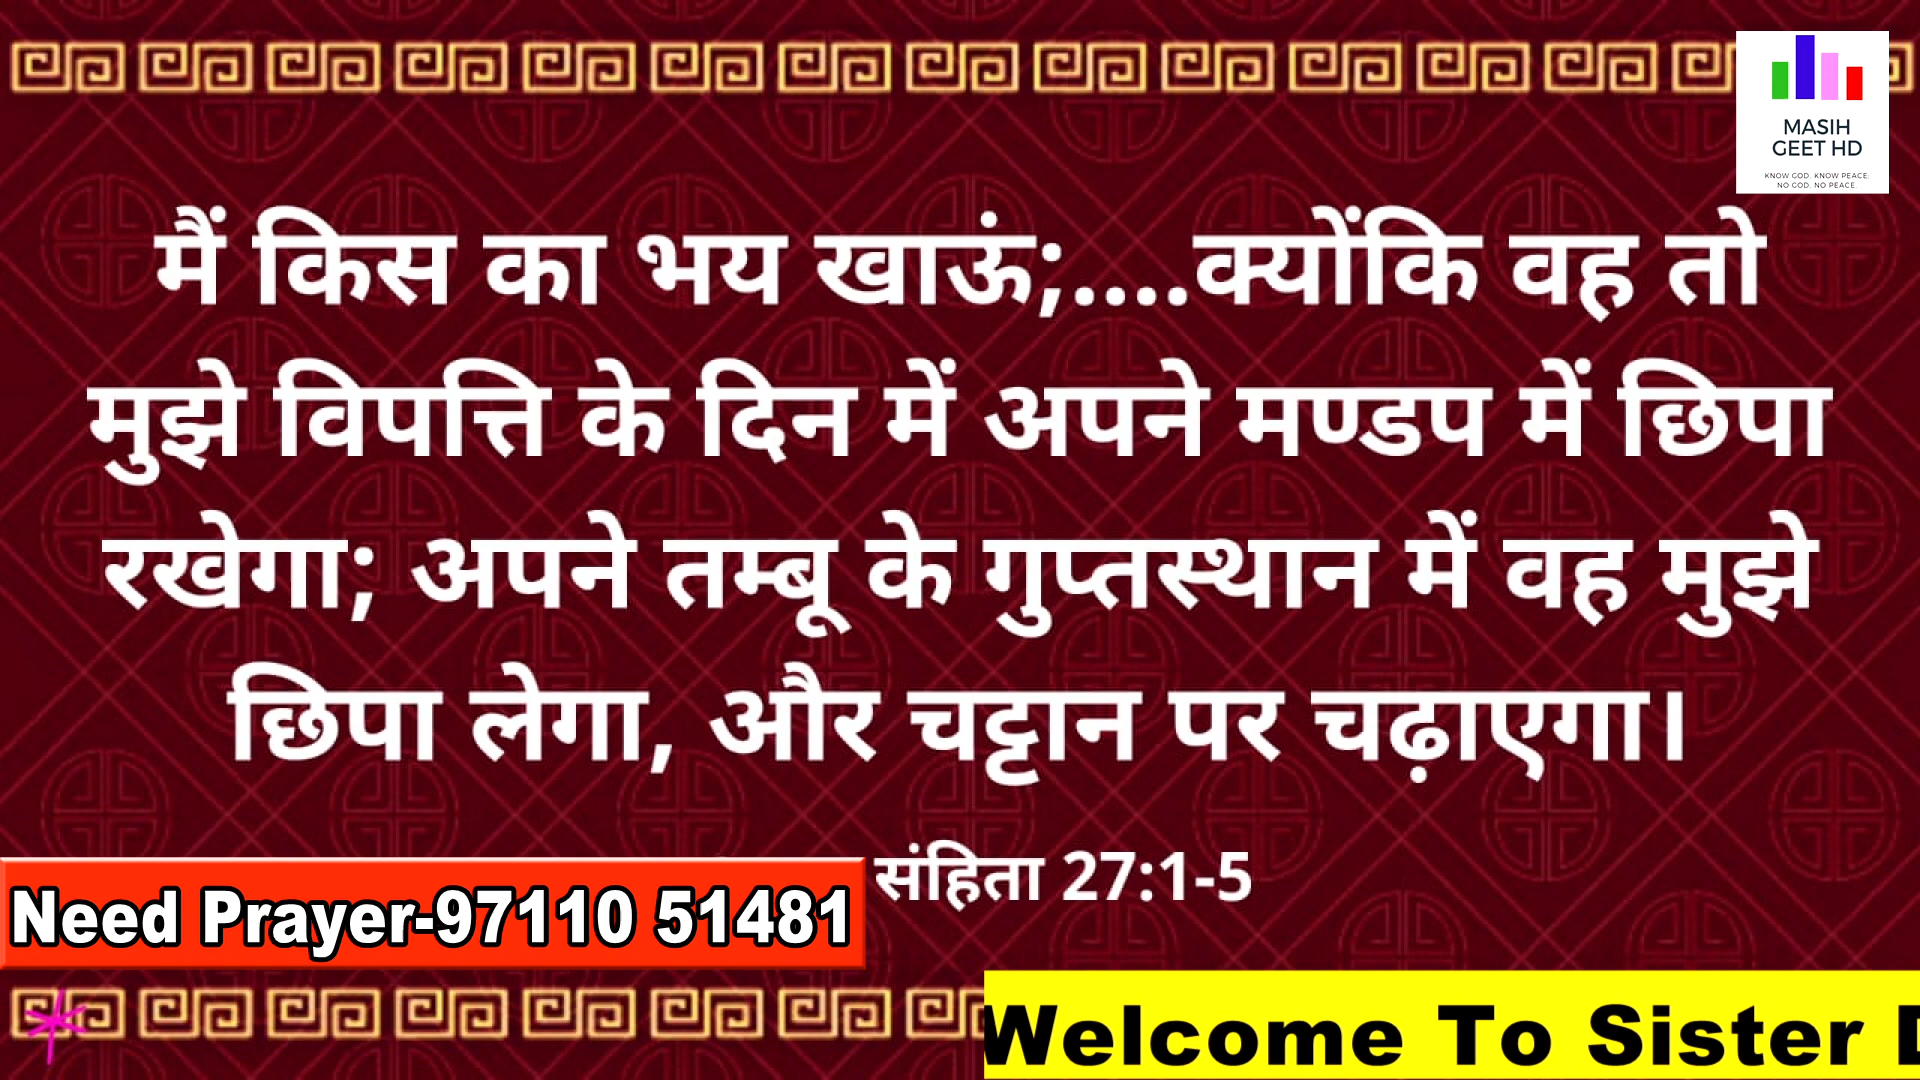 MASIH
GEET HD
KNOW GOD. KNOW PEACE;
NO GOD. NO PEACE.
मैं किस का भय खाऊं;....क्योंकि वह तो
मुझे विपत्ति के दिन में अपने मण्डप में छिपा
रखेगा; अपने तम्बू के गुप्तस्थान में वह मुझे
छिपा लेगा, और चट्टान पर चढ़ाएगा।
संहिता 27:1-5
Need Prayer-97110 51481
Welcome To Sister